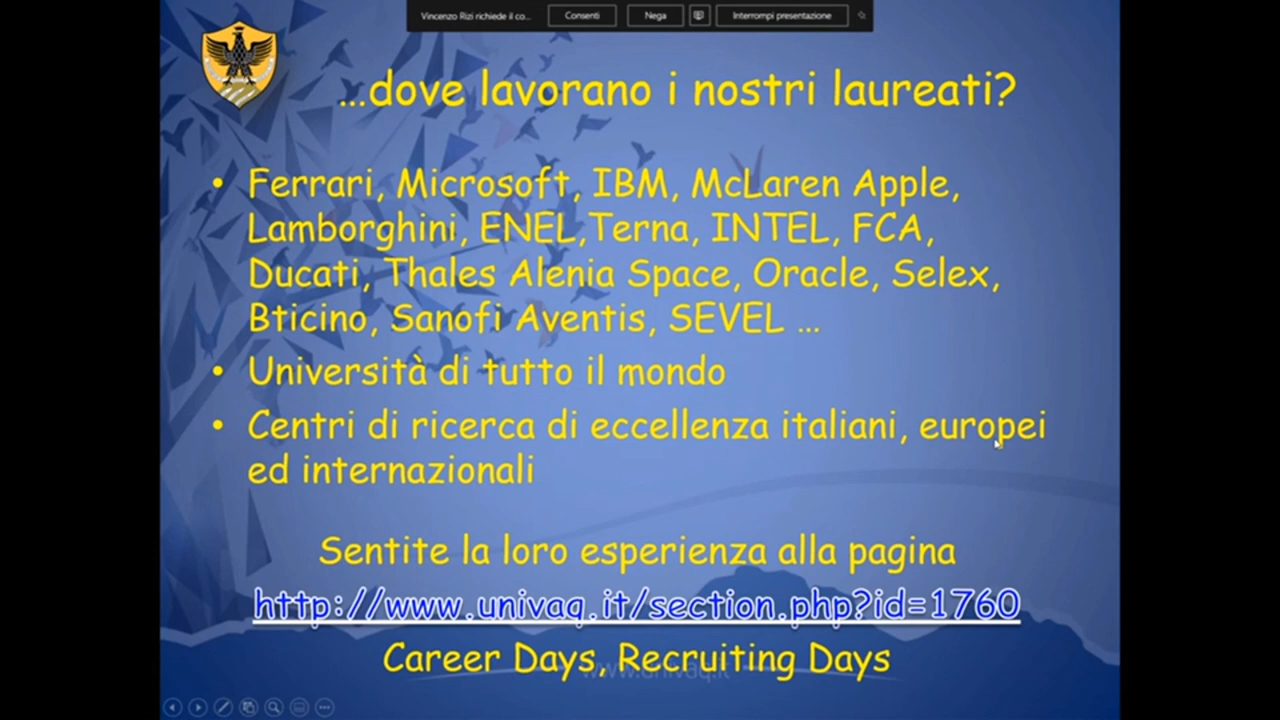 Vincenzo Rizi richiede il co...
Consenti
Nega
Interrompi presentazione
...dove lavorano i nostri laureati?
• Ferrari, Microsoft, IBM, McLaren Apple,
Lamborghini, ENEL,Terna, INTEL, FCA,
Ducati, Thales Alenia Space, Oracle, Selex,
Bticino, Sanofi Aventis, SEVEL ...
• Università di tutto il mondo
• Centri di ricerca di eccellenza italiani, europei
ed internazionali
Sentite la loro esperienza alla pagina
http://www.univaq.it/section.php?id=1760
Career Days, Recruiting Days
www.univaq.it